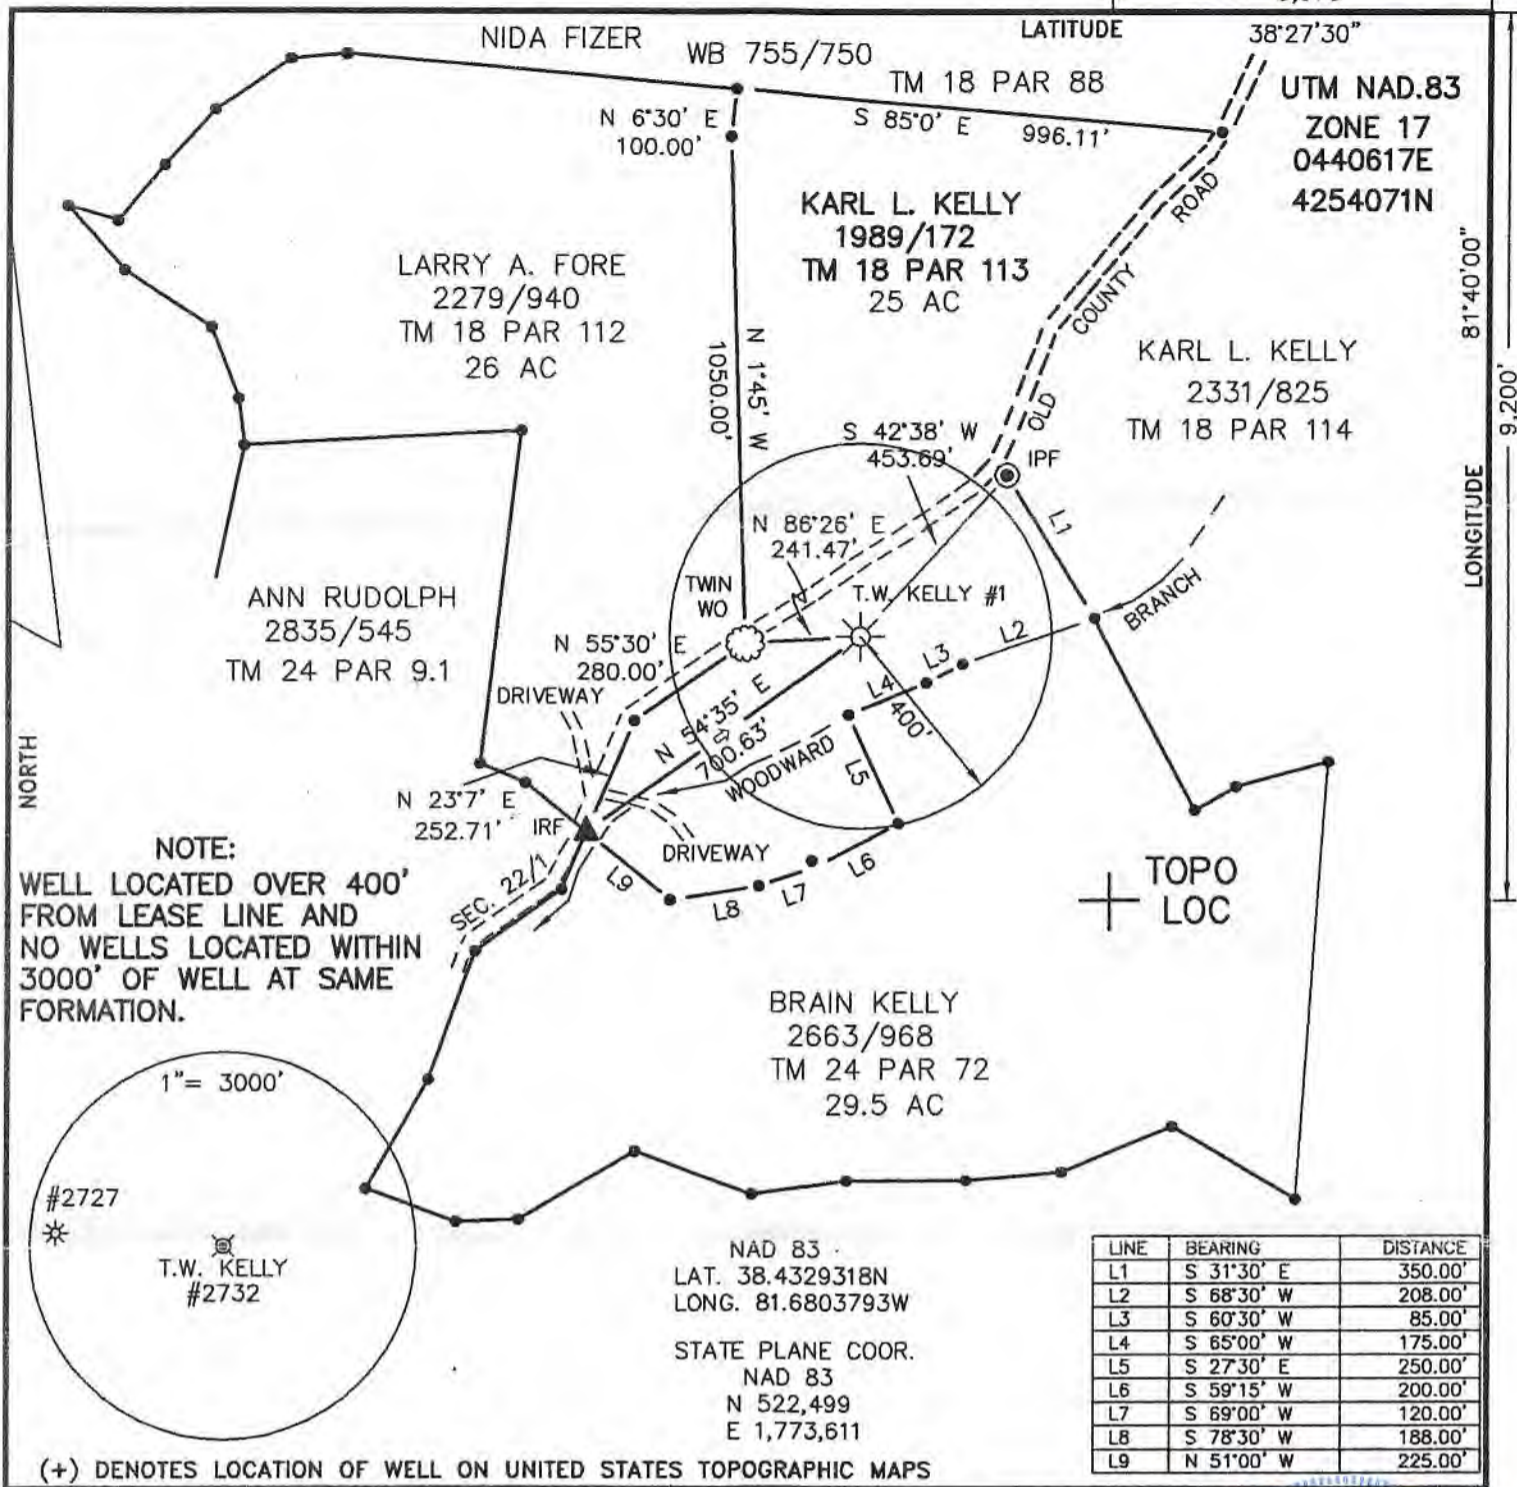 LATITUDE 38°27'30"
NIDA FIZER
WB 755/750
TM 18 PAR 88
UTM NAD.83
ZONE 17
0440617E
4254071N
N 6°30' E
100.00'
S 85°0' E 996.11'
KARL L. KELLY
1989/172
TM 18 PAR 113
25 AC
OLD COUNTY ROAD
LARRY A. FORE
2279/940
TM 18 PAR 112
26 AC
N 1°45' W
1050.00'
KARL L. KELLY
2331/825
TM 18 PAR 114
81°40'00"
LONGITUDE
9,200'
S 42°38' W
453.69'
IPF
L1
N 86°26' E
241.47'
TWIN
WO
T.W. KELLY #1
L2
BRANCH
L3
L4
400'
ANN RUDOLPH
2835/545
TM 24 PAR 9.1
N 55°30' E
280.00'
DRIVEWAY
N 54°35' E
700.63'
WOODWARD
L5
NORTH
N 23°7' E
252.71'
IRF
DRIVEWAY
L6
L7
L8
L9
SEC. 22/1
NOTE:
WELL LOCATED OVER 400'
FROM LEASE LINE AND
NO WELLS LOCATED WITHIN
3000' OF WELL AT SAME
FORMATION.
TOPO
LOC
BRAIN KELLY
2663/968
TM 24 PAR 72
29.5 AC
1"= 3000'
#2727
T.W. KELLY
#2732
NAD 83
LAT. 38.4329318N
LONG. 81.6803793W
STATE PLANE COOR.
NAD 83
N 522,499
E 1,773,611
LINE BEARING DISTANCE
L1 S 31°30' E 350.00'
L2 S 68°30' W 208.00'
L3 S 60°30' W 85.00'
L4 S 65°00' W 175.00'
L5 S 27°30' E 250.00'
L6 S 59°15' W 200.00'
L7 S 69°00' W 120.00'
L8 S 78°30' W 188.00'
L9 N 51°00' W 225.00'
(+) DENOTES LOCATION OF WELL ON UNITED STATES TOPOGRAPHIC MAPS